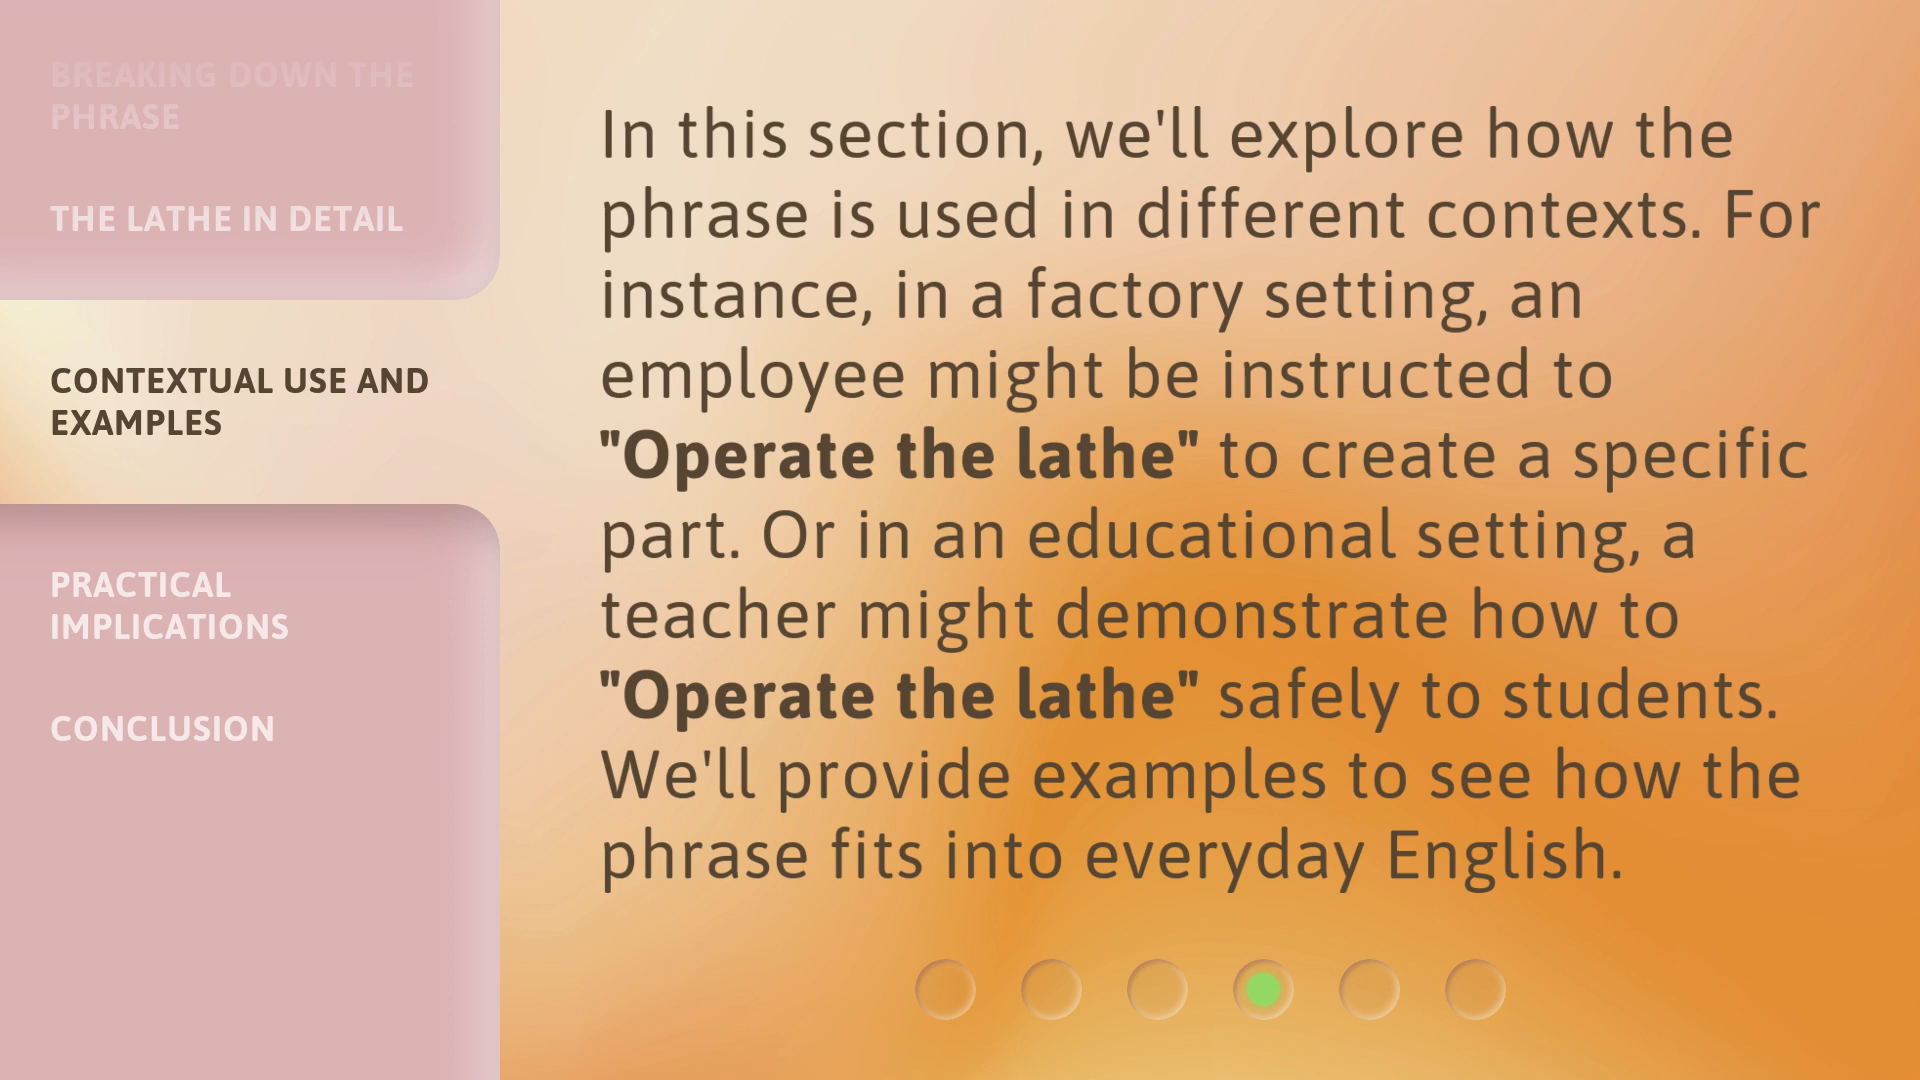 BREAKING DOWN THE
PHRASE
THE LATHE IN DETAIL
CONTEXTUAL USE AND
EXAMPLES
PRACTICAL
IMPLICATIONS
CONCLUSION
In this section, we'll explore how the
phrase is used in different contexts. For
instance, in a factory setting, an
employee might be instructed to
"Operate the lathe" to create a specific
part. Or in an educational setting, a
teacher might demonstrate how to
"Operate the lathe" safely to students.
We'll provide examples to see how the
phrase fits into everyday English.